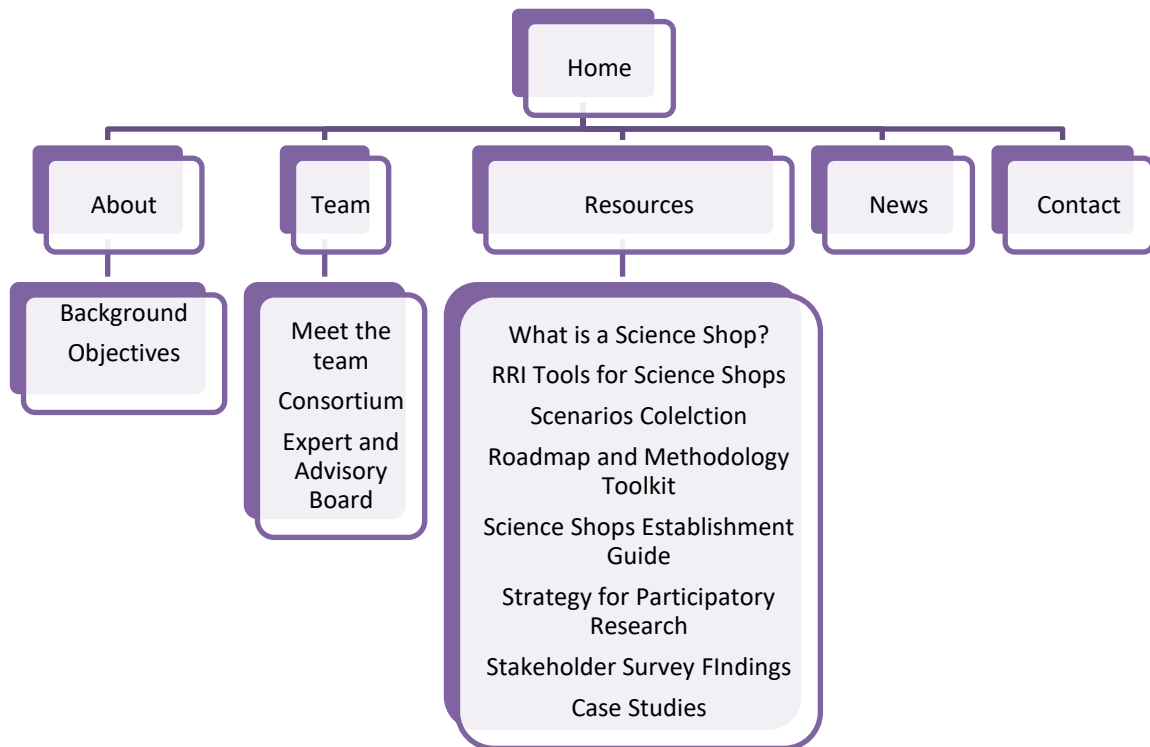 Home
About
Team
Resources
News
Contact
Background
Objectives
Meet the
team
Consortium
Expert and
Advisory
Board
What is a Science Shop?
RRI Tools for Science Shops
Scenarios Colelction
Roadmap and Methodology
Toolkit
Science Shops Establishment
Guide
Strategy for Participatory
Research
Stakeholder Survey FIndings
Case Studies